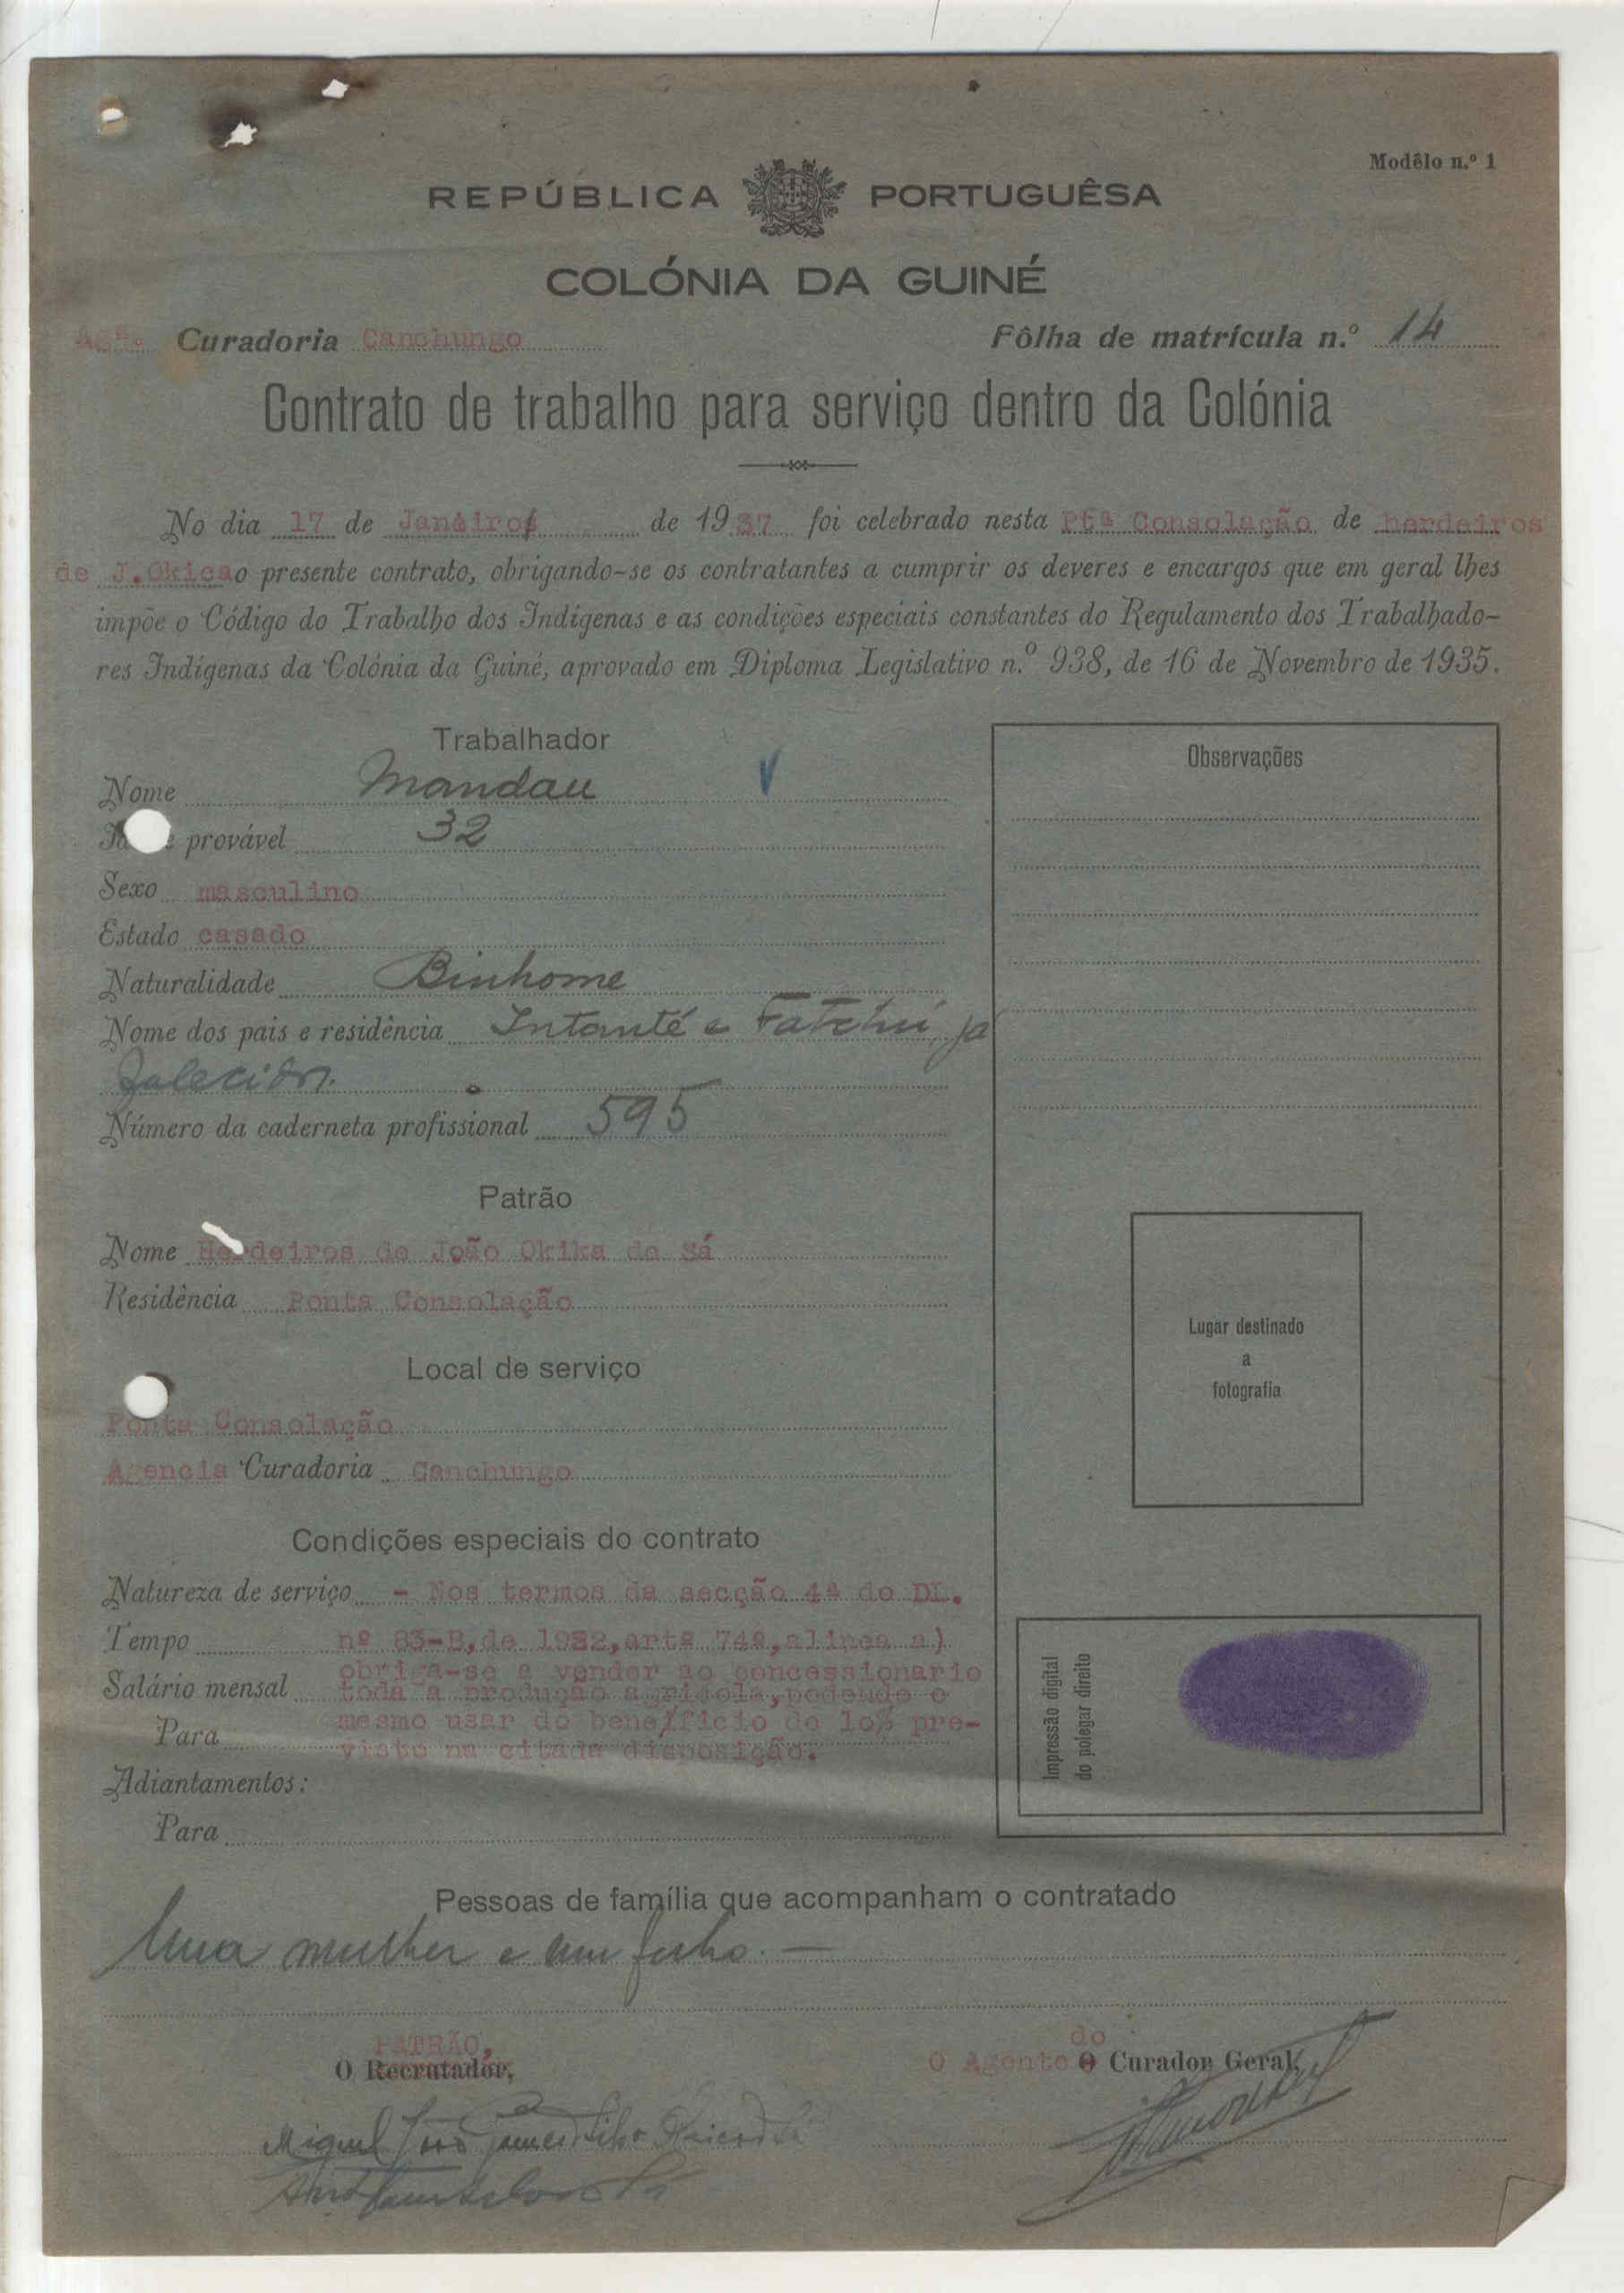 Modêlo n.º 1
REPÚBLICA PORTUGUÊSA
COLÓNIA DA GUINÉ
Agª. Curadoria Canchungo Fôlha de matrícula n.º 14
Contrato de trabalho para serviço dentro da Colónia
No dia 17 de Janeiro de 1937 foi celebrado nesta Ptª Consolação de herdeiros
de J.Okica o presente contrato, obrigando-se os contratantes a cumprir os deveres e encargos que em geral lhes
impõe o Código do Trabalho dos Indígenas e as condições especiais constantes do Regulamento dos Trabalhado-
res Indígenas da Colónia da Guiné, aprovado em Diploma Legislativo n.º 938, de 16 de Novembro de 1935.
Trabalhador
Nome Mandau
Idade provável 32
Sexo masculino
Estado casado
Naturalidade Binhome
Nome dos pais e residência Intanté e Fatchú, já
falecidos.
Número da caderneta profissional 595
Patrão
Nome Herdeiros de João Okika de Sá
Residência Ponta Consolação
Local de serviço
Ponta Consolação
Agencia Curadoria Canchungo
Condições especiais do contrato
Natureza de serviço - Nos termos da secção 4ª do DL.
Tempo nº 83-B,de 1932,artº 74º,alinea a)
obriga-se a vender ao concessionario
Salário mensal toda a produção agricola,podendo o
mesmo usar do beneficio de 10% pre-
Para visto na citada disposição.
Adiantamentos:
Para
Observações
Lugar destinado
a
fotografia
Impressão digital
do polegar direito
Pessoas de família que acompanham o contratado
Uma mulher e um filho. —
PATRÃO,
O Recrutador,
do
O Agente O Curador Geral,
Miguel João Gomes